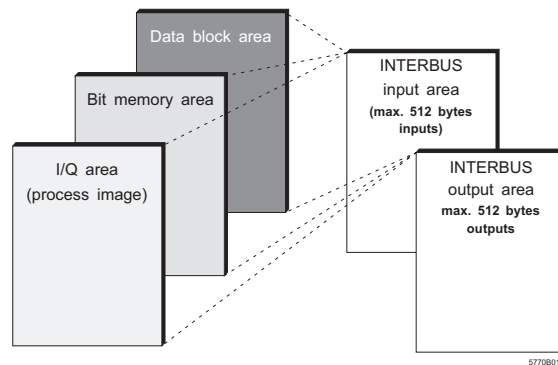 Data block area
Bit memory area
I/Q area
(process image)
INTERBUS
input area
(max. 512 bytes
inputs)
INTERBUS
output area
max. 512 bytes
outputs
5770B01